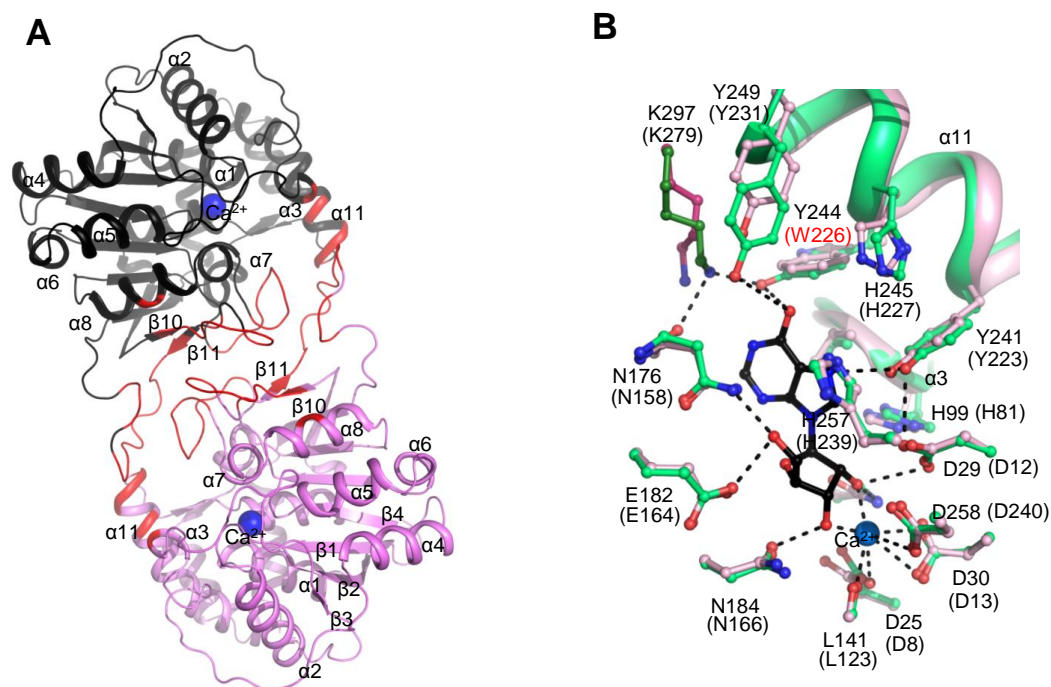 A
α2
α4
α1
Ca²⁺
α3
α11
α5
α6
α7
α8
β10
β11
β11
β10
α8
α6
α7
α5
α11
α3
Ca²⁺
β4
β1
α4
α1
β2
β3
α2
B
Y249
(Y231)
K297
(K279)
α11
Y244
(W226)
H245
(H227)
Y241
(Y223)
N176
(N158)
α3
H257
(H239)
H99 (H81)
D29 (D12)
E182
(E164)
D258 (D240)
Ca²⁺
D30
(D13)
N184
(N166)
D25
(D8)
L141
(L123)